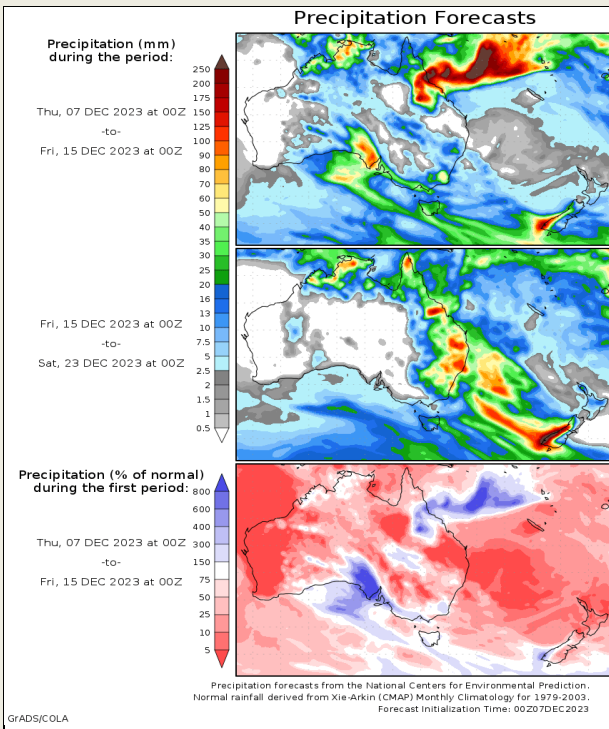 Precipitation Forecasts
Precipitation (mm)
during the period:
Thu, 07 DEC 2023 at 00Z
-to-
Fri, 15 DEC 2023 at 00Z
250
200
175
150
125
100
90
80
70
60
50
40
35
30
25
20
16
13
10
7.5
5
2.5
2
1.5
1
0.5
Fri, 15 DEC 2023 at 00Z
-to-
Sat, 23 DEC 2023 at 00Z
Precipitation (% of normal)
during the first period:
Thu, 07 DEC 2023 at 00Z
-to-
Fri, 15 DEC 2023 at 00Z
800
600
400
300
150
75
50
25
10
5
Precipitation forecasts from the National Centers for Environmental Prediction.
Normal rainfall derived from Xie-Arkin (CMAP) Monthly Climatology for 1979-2003.
Forecast Initialization Time: 00Z07DEC2023
GrADS/COLA